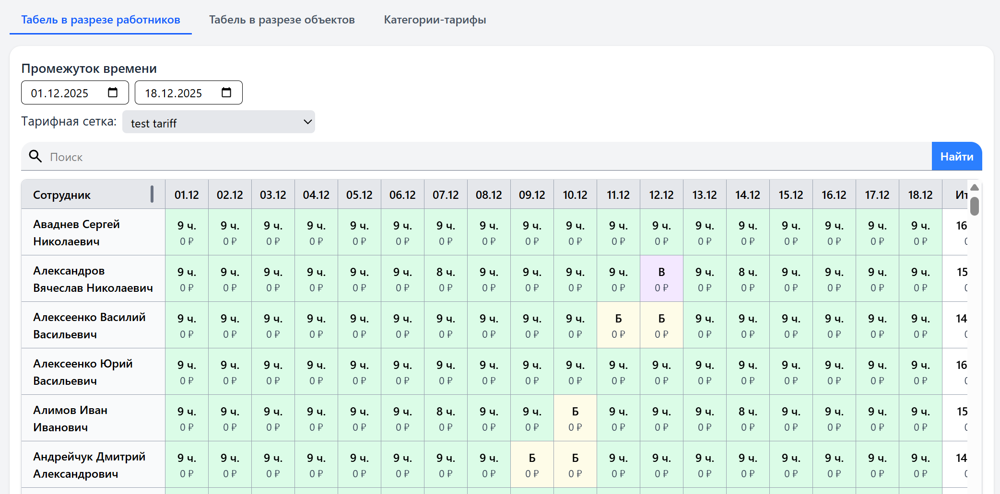 Табель в разрезе работников Табель в разрезе объектов Категории-тарифы
Промежуток времени
01.12.2025 18.12.2025
Тарифная сетка: test tariff
Поиск Найти
Сотрудник 01.12 02.12 03.12 04.12 05.12 06.12 07.12 08.12 09.12 10.12 11.12 12.12 13.12 14.12 15.12 16.12 17.12 18.12
Аваднев Сергей
Николаевич
9 ч. 9 ч. 9 ч. 9 ч. 9 ч. 9 ч. 9 ч. 9 ч. 9 ч. 9 ч. 9 ч. 9 ч. 9 ч. 9 ч. 9 ч. 9 ч. 9 ч. 9 ч. 16
0 ₽ 0 ₽ 0 ₽ 0 ₽ 0 ₽ 0 ₽ 0 ₽ 0 ₽ 0 ₽ 0 ₽ 0 ₽ 0 ₽ 0 ₽ 0 ₽ 0 ₽ 0 ₽ 0 ₽ 0 ₽
Александров
Вячеслав Николаевич
9 ч. 9 ч. 9 ч. 9 ч. 9 ч. 9 ч. 8 ч. 9 ч. 9 ч. 9 ч. 9 ч. В 9 ч. 8 ч. 9 ч. 9 ч. 9 ч. 9 ч. 15
0 ₽ 0 ₽ 0 ₽ 0 ₽ 0 ₽ 0 ₽ 0 ₽ 0 ₽ 0 ₽ 0 ₽ 0 ₽ 0 ₽ 0 ₽ 0 ₽ 0 ₽ 0 ₽ 0 ₽ 0 ₽
Алексеенко Василий
Васильевич
9 ч. 9 ч. 9 ч. 9 ч. 9 ч. 9 ч. 9 ч. 9 ч. 9 ч. 9 ч. Б Б 9 ч. 9 ч. 9 ч. 9 ч. 9 ч. 9 ч. 14
0 ₽ 0 ₽ 0 ₽ 0 ₽ 0 ₽ 0 ₽ 0 ₽ 0 ₽ 0 ₽ 0 ₽ 0 ₽ 0 ₽ 0 ₽ 0 ₽ 0 ₽ 0 ₽ 0 ₽ 0 ₽
Алексеенко Юрий
Васильевич
9 ч. 9 ч. 9 ч. 9 ч. 9 ч. 9 ч. 9 ч. 9 ч. 9 ч. 9 ч. 9 ч. 9 ч. 9 ч. 9 ч. 9 ч. 9 ч. 9 ч. 9 ч. 16
0 ₽ 0 ₽ 0 ₽ 0 ₽ 0 ₽ 0 ₽ 0 ₽ 0 ₽ 0 ₽ 0 ₽ 0 ₽ 0 ₽ 0 ₽ 0 ₽ 0 ₽ 0 ₽ 0 ₽ 0 ₽
Алимов Иван
Иванович
9 ч. 9 ч. 9 ч. 9 ч. 9 ч. 9 ч. 8 ч. 9 ч. 9 ч. Б 9 ч. 9 ч. 9 ч. 8 ч. 9 ч. 9 ч. 9 ч. 9 ч. 15
0 ₽ 0 ₽ 0 ₽ 0 ₽ 0 ₽ 0 ₽ 0 ₽ 0 ₽ 0 ₽ 0 ₽ 0 ₽ 0 ₽ 0 ₽ 0 ₽ 0 ₽ 0 ₽ 0 ₽ 0 ₽
Андрейчук Дмитрий
Александрович
9 ч. 9 ч. 9 ч. 9 ч. 9 ч. 9 ч. 9 ч. 9 ч. Б Б 9 ч. 9 ч. 9 ч. 9 ч. 9 ч. 9 ч. 9 ч. 9 ч. 14
0 ₽ 0 ₽ 0 ₽ 0 ₽ 0 ₽ 0 ₽ 0 ₽ 0 ₽ 0 ₽ 0 ₽ 0 ₽ 0 ₽ 0 ₽ 0 ₽ 0 ₽ 0 ₽ 0 ₽ 0 ₽